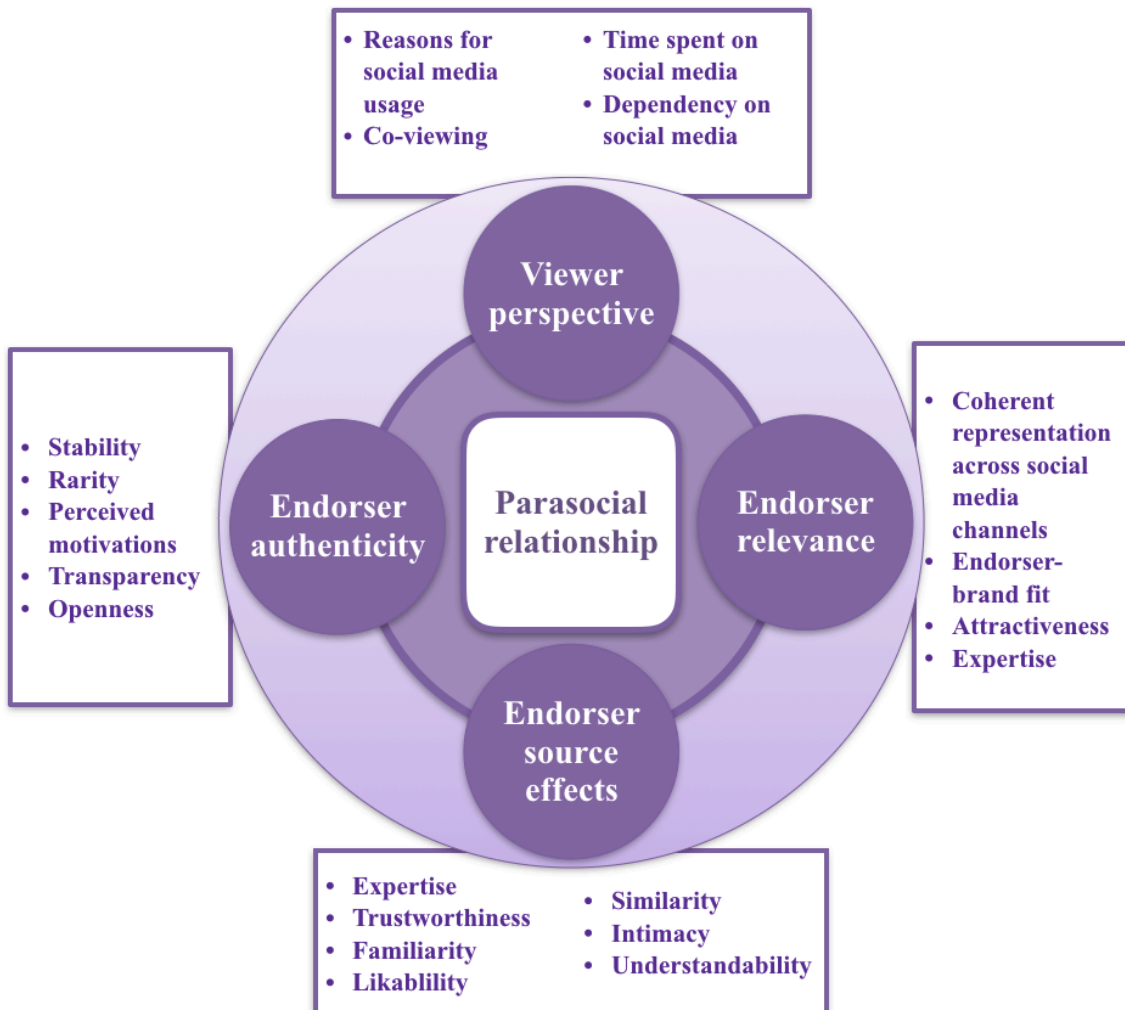 • Reasons for
social media
usage
• Co-viewing
• Time spent on
social media
• Dependency on
social media
Viewer
perspective
• Stability
• Rarity
• Perceived
motivations
• Transparency
• Openness
Endorser
authenticity
Parasocial
relationship
Endorser
relevance
• Coherent
representation
across social
media
channels
• Endorser-
brand fit
• Attractiveness
• Expertise
Endorser
source
effects
• Expertise
• Trustworthiness
• Familiarity
• Likablility
• Similarity
• Intimacy
• Understandability